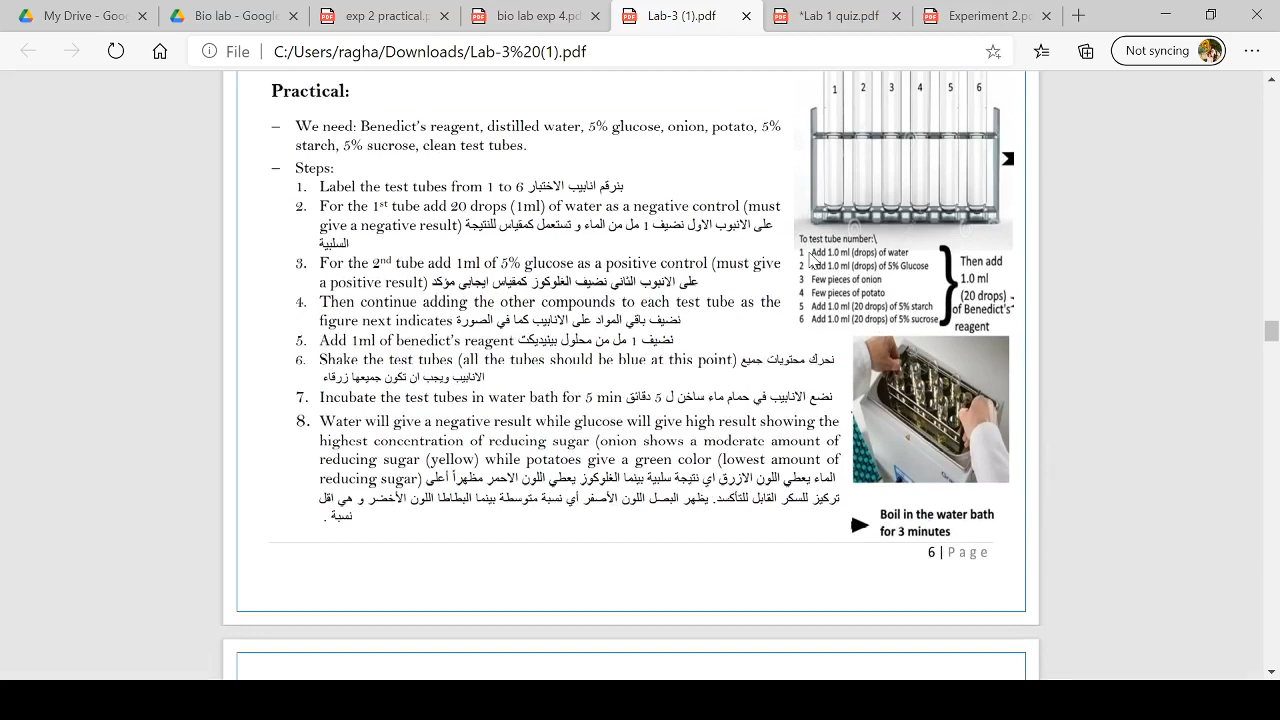 My Drive - Goog
Bio lab - Google
exp 2 practical.p
bio lab exp 4.pd
Lab-3 (1).pdf
*Lab 1 quiz.pdf
Experiment 2.pd
File C:/Users/ragha/Downloads/Lab-3%20(1).pdf
Not syncing
Practical:
– We need: Benedict's reagent, distilled water, 5% glucose, onion, potato, 5%
starch, 5% sucrose, clean test tubes.
– Steps:
1. Label the test tubes from 1 to 6 بنرقم انابيب الاختبار
2. For the 1st tube add 20 drops (1ml) of water as a negative control (must
give a negative result) على الانبوب الاول نضيف 1 مل من الماء و تستعمل كمقياس للنتيجة
السلبية
3. For the 2nd tube add 1ml of 5% glucose as a positive control (must give
a positive result) على الانبوب الثاني نضيف الغلوكوز كمقياس ايجابي مؤكد
4. Then continue adding the other compounds to each test tube as the
figure next indicates نضيف باقي المواد على الانابيب كما في الصورة
5. Add 1ml of benedict's reagent نضيف 1 مل من محلول بينيديكت
6. Shake the test tubes (all the tubes should be blue at this point) نحرك محتويات جميع
الانابيب ويجب ان تكون جميعها زرقاء
7. Incubate the test tubes in water bath for 5 min نضع الانابيب في حمام ماء ساخن ل 5 دقائق
8. Water will give a negative result while glucose will give high result showing the
highest concentration of reducing sugar (onion shows a moderate amount of
reducing sugar (yellow) while potatoes give a green color (lowest amount of
reducing sugar) الماء يعطي اللون الازرق اي نتيجة سلبية بينما الغلوكوز يعطي اللون الاحمر مظهراً أعلى
تركيز للسكر القابل للتأكسد. يظهر البصل اللون الأصفر أي نسبة متوسطة بينما البطاطا اللون الأخضر و هي اقل
نسبة .
1 2 3 4 5 6
To test tube number:\
1 Add 1.0 ml (drops) of water
2 Add 1.0 ml (drops) of 5% Glucose
3 Few pieces of onion
4 Few pieces of potato
5 Add 1.0 ml (20 drops) of 5% starch
6 Add 1.0 ml (20 drops) of 5% sucrose
Then add
1.0 ml
(20 drops)
of Benedict's
reagent
Boil in the water bath
for 3 minutes
6 | Page